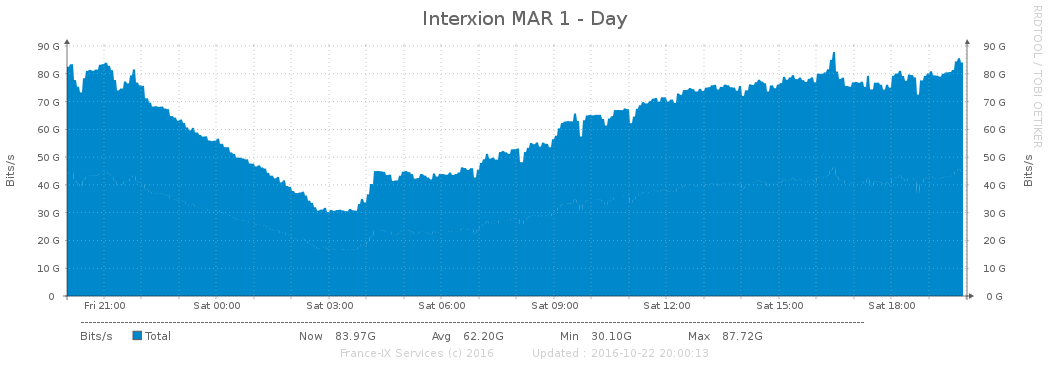 Interxion MAR 1 - Day
RRDTOOL / TOBI OETIKER
Bits/s
90 G 90 G
80 G 80 G
70 G 70 G
60 G 60 G
50 G 50 G
40 G 40 G
30 G 30 G
20 G 20 G
10 G 10 G
0 0 G
Bits/s
Fri 21:00 Sat 00:00 Sat 03:00 Sat 06:00 Sat 09:00 Sat 12:00 Sat 15:00 Sat 18:00
Bits/s Total Now 83.97G Avg 62.20G Min 30.10G Max 87.72G
France-IX Services (c) 2016 Updated : 2016-10-22 20:00:13